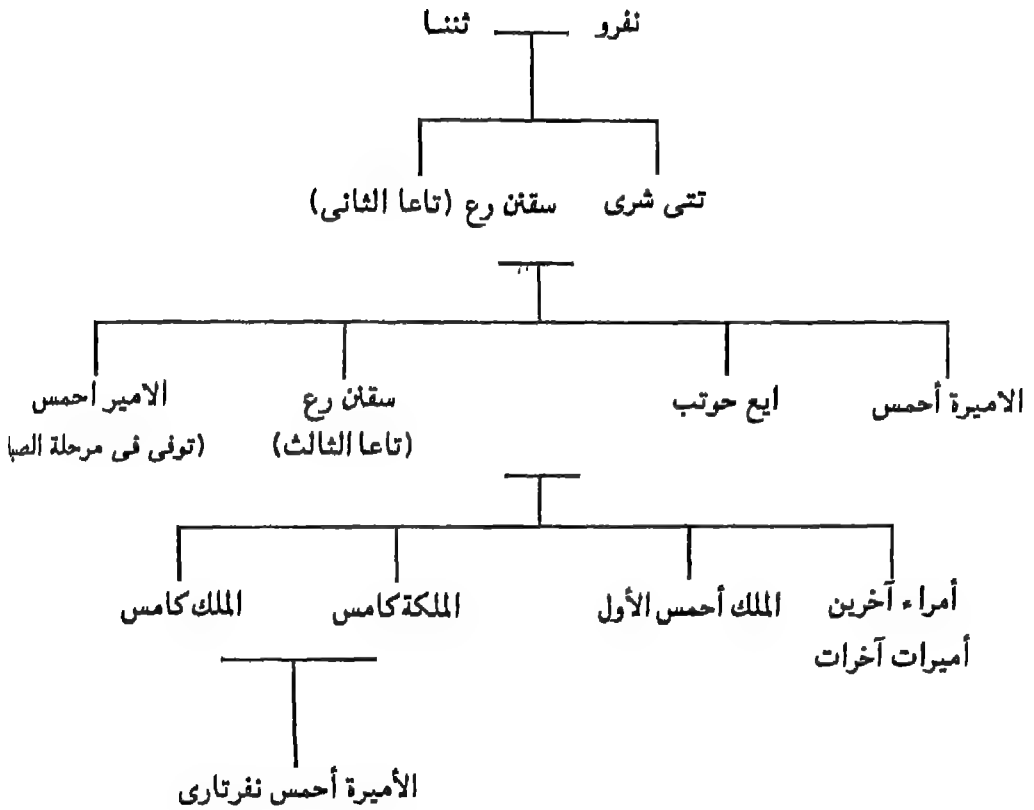 نفرو ثننا
تتى شرى سقنن رع (تاعا الثانى)
الاميرة أحمس ايع حوتب سقنن رع الامير احمس
(تاعا الثالث) (توفى فى مرحلة الصبا
أمراء آخرين الملك أحمس الأول الملكة كامس الملك كامس
أميرات آخرات
الأميرة أحمس نفرتارى